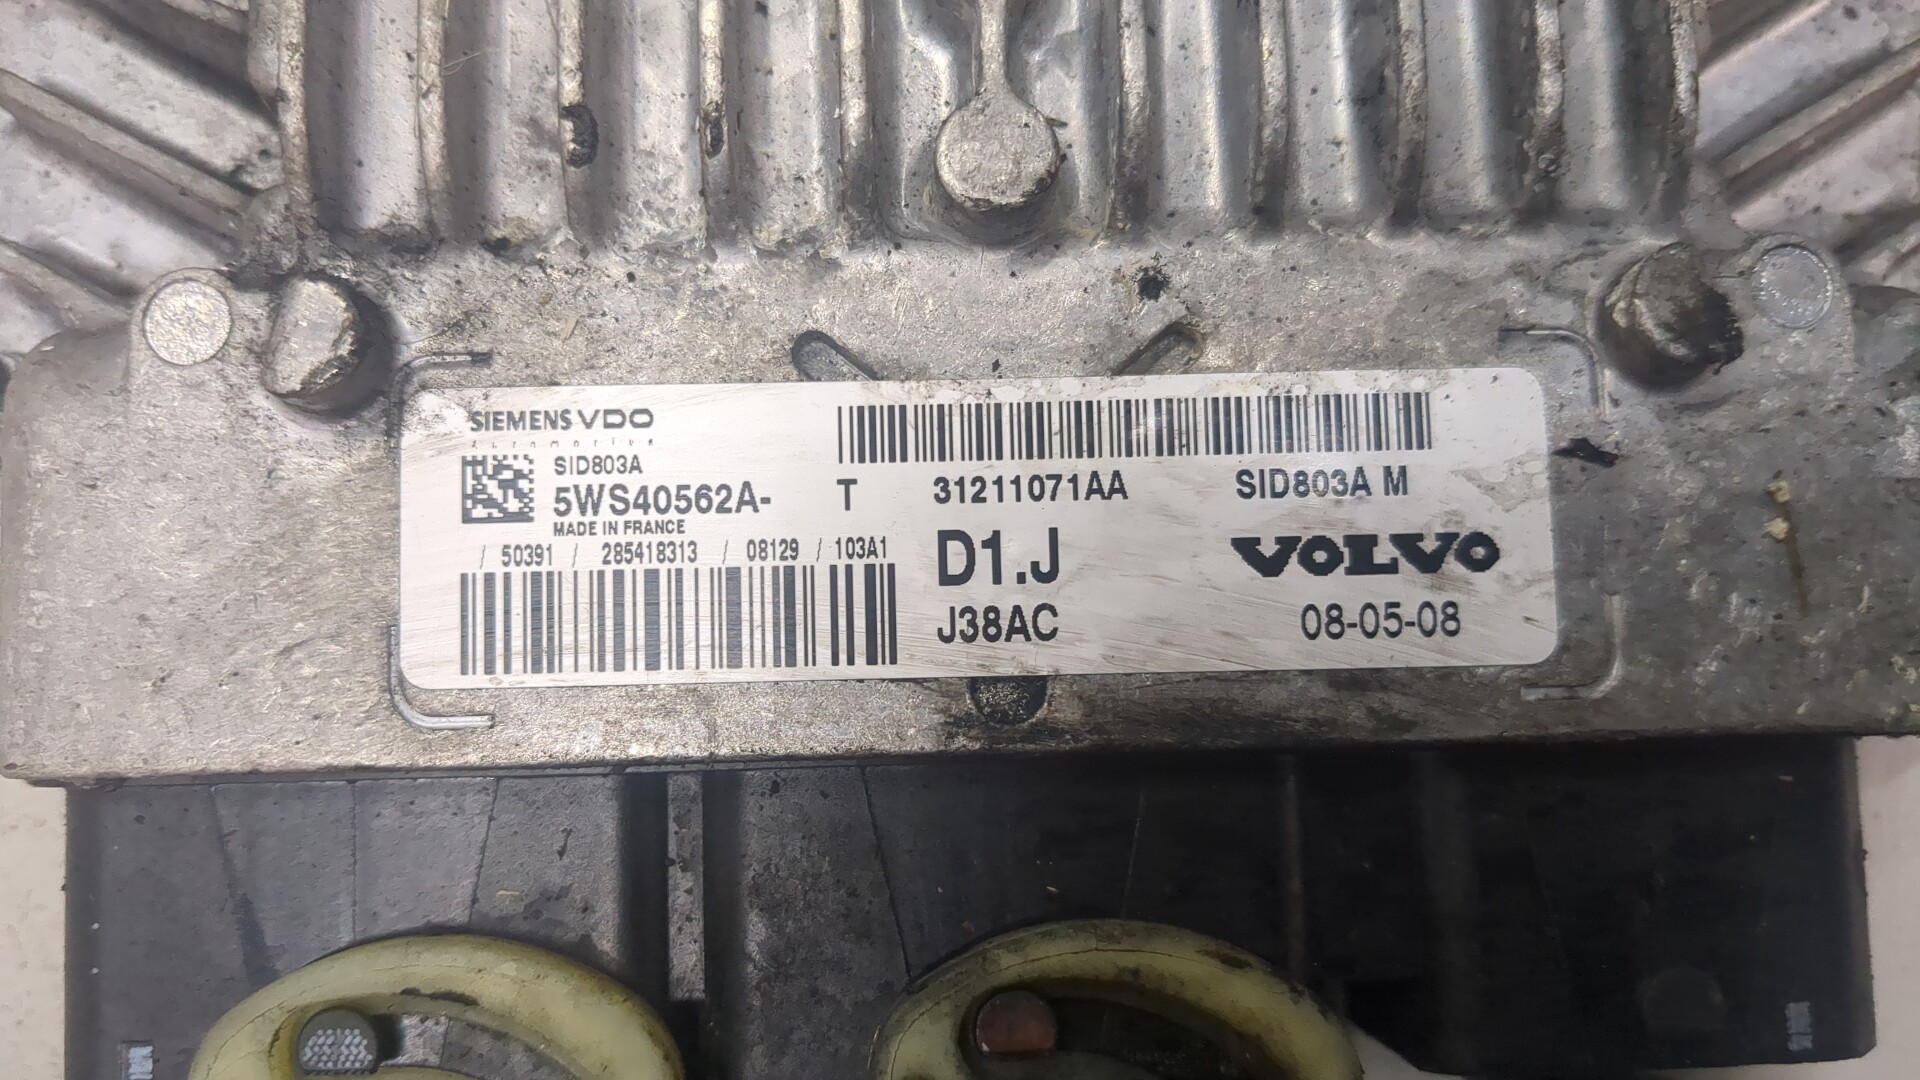 SIEMENS VDO
Automotive
SID803A
5WS40562A- T
MADE IN FRANCE
/ 50391 / 285418313 / 08129 / 103A1
31211071AA SID803A M
D1.J VOLVO
J38AC 08-05-08